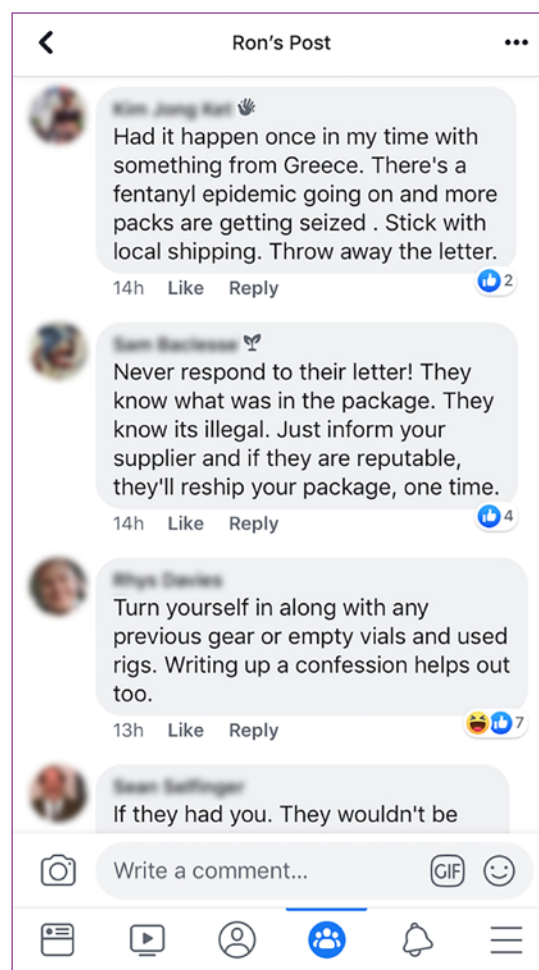 Ron's Post
Had it happen once in my time with
something from Greece. There's a
fentanyl epidemic going on and more
packs are getting seized . Stick with
local shipping. Throw away the letter.
14h Like Reply
2
Never respond to their letter! They
know what was in the package. They
know its illegal. Just inform your
supplier and if they are reputable,
they'll reship your package, one time.
14h Like Reply
4
Turn yourself in along with any
previous gear or empty vials and used
rigs. Writing up a confession helps out
too.
13h Like Reply
7
If they had you. They wouldn't be
Write a comment...
GIF